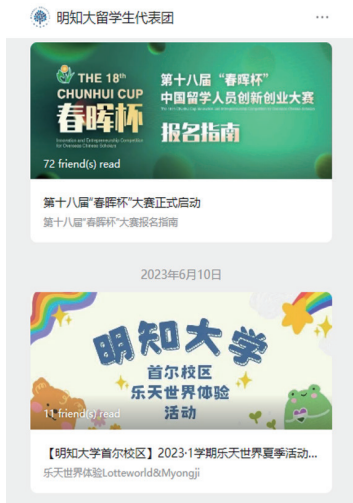 明知大留学生代表团
THE 18th
CHUNHUI CUP
春晖杯
Innovation and Entrepreneurship Competition
for Overseas Chinese Scholars
第十八届“春晖杯”
中国留学人员创新创业大赛
报名指南
72 friend(s) read
第十八届“春晖杯”大赛正式启动
第十八届“春晖杯”大赛报名指南
2023年6月10日
明知大学
首尔校区
乐天世界体验
活动
11 friend(s) read
【明知大学首尔校区】2023·1学期乐天世界夏季活动...
乐天世界体验Lotteworld&Myongji